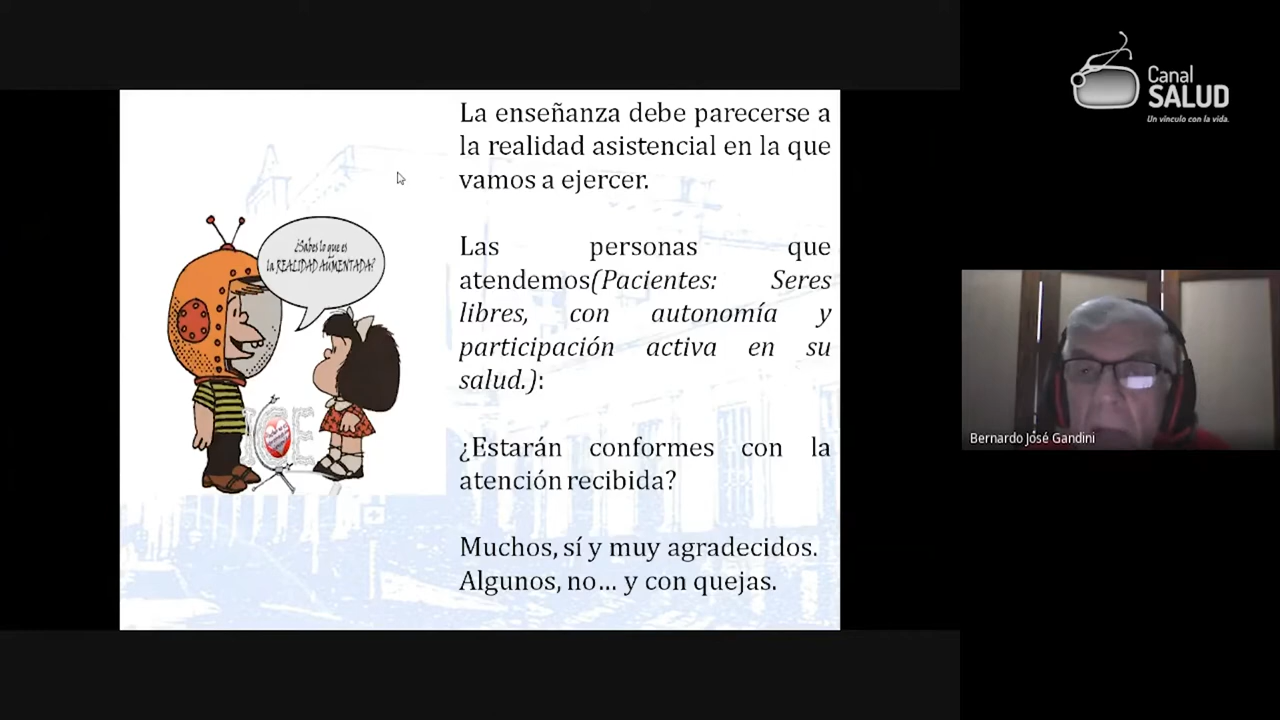 Canal
SALUD
Un vínculo con la vida.
La enseñanza debe parecerse a
la realidad asistencial en la que
vamos a ejercer.
¿Sabes lo que es
la REALIDAD AUMENTADA?
Las personas que
atendemos(Pacientes: Seres
libres, con autonomía y
participación activa en su
salud.):
¿Estarán conformes con la
atención recibida?
Muchos, sí y muy agradecidos.
Algunos, no... y con quejas.
ICE
Bernardo José Gandini